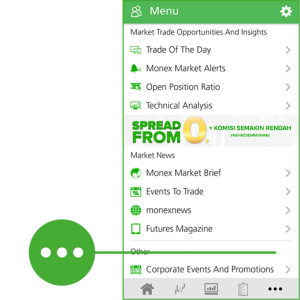 Menu
Market Trade Opportunities And Insights
Trade Of The Day
Monex Market Alerts
Open Position Ratio
Technical Analysis
SPREAD
FROM 0.
+ KOMISI SEMAKIN RENDAH
Market News
Monex Market Brief
Events To Trade
monexnews
Futures Magazine
Other
Corporate Events And Promotions